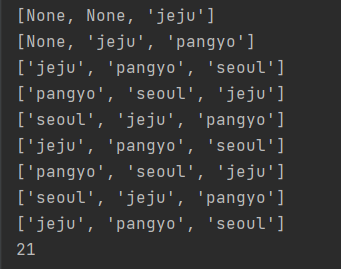 [None, None, 'jeju']
[None, 'jeju', 'pangyo']
['jeju', 'pangyo', 'seoul']
['pangyo', 'seoul', 'jeju']
['seoul', 'jeju', 'pangyo']
['jeju', 'pangyo', 'seoul']
['pangyo', 'seoul', 'jeju']
['seoul', 'jeju', 'pangyo']
['jeju', 'pangyo', 'seoul']
21